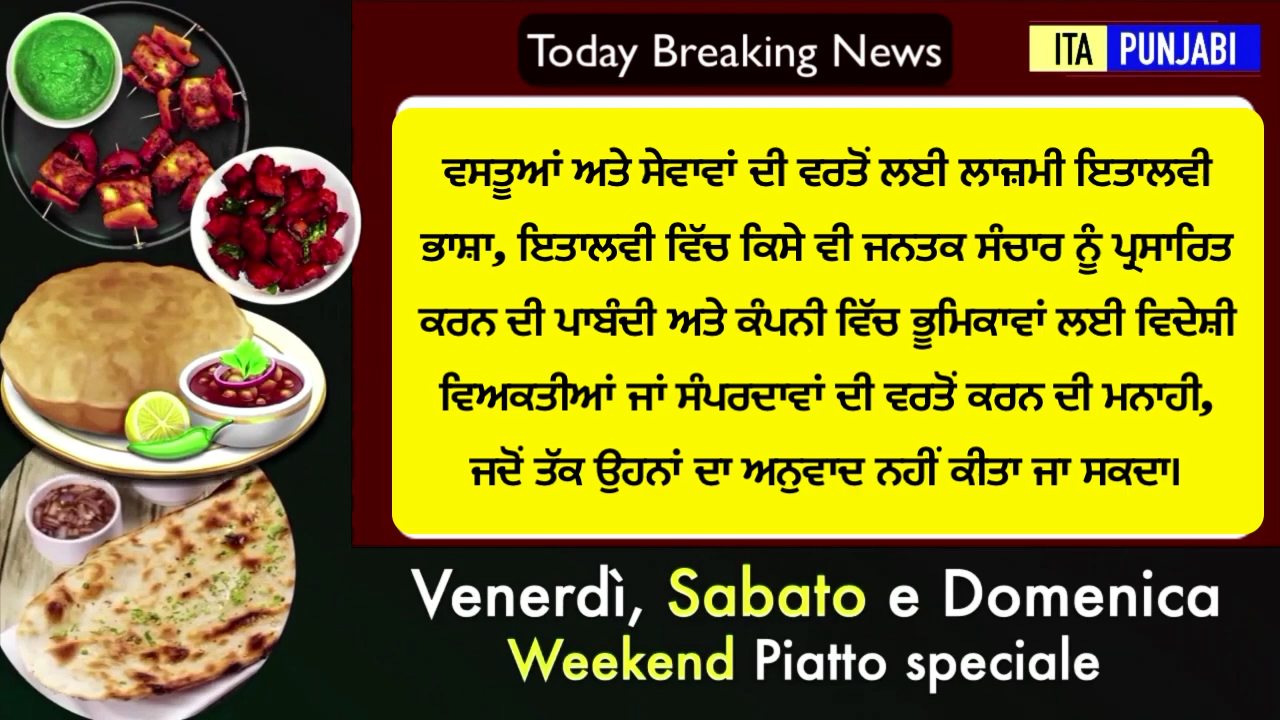 Today Breaking News
ITA PUNJABI
ਵਸਤੂਆਂ ਅਤੇ ਸੇਵਾਵਾਂ ਦੀ ਵਰਤੋਂ ਲਈ ਲਾਜ਼ਮੀ ਇਤਾਲਵੀ
ਭਾਸ਼ਾ, ਇਤਾਲਵੀ ਵਿੱਚ ਕਿਸੇ ਵੀ ਜਨਤਕ ਸੰਚਾਰ ਨੂੰ ਪ੍ਰਸਾਰਿਤ
ਕਰਨ ਦੀ ਪਾਬੰਦੀ ਅਤੇ ਕੰਪਨੀ ਵਿੱਚ ਭੂਮਿਕਾਵਾਂ ਲਈ ਵਿਦੇਸ਼ੀ
ਵਿਅਕਤੀਆਂ ਜਾਂ ਸੰਪਰਦਾਵਾਂ ਦੀ ਵਰਤੋਂ ਕਰਨ ਦੀ ਮਨਾਹੀ,
ਜਦੋਂ ਤੱਕ ਉਹਨਾਂ ਦਾ ਅਨੁਵਾਦ ਨਹੀਂ ਕੀਤਾ ਜਾ ਸਕਦਾ।
Venerdì, Sabato e Domenica
Weekend Piatto speciale